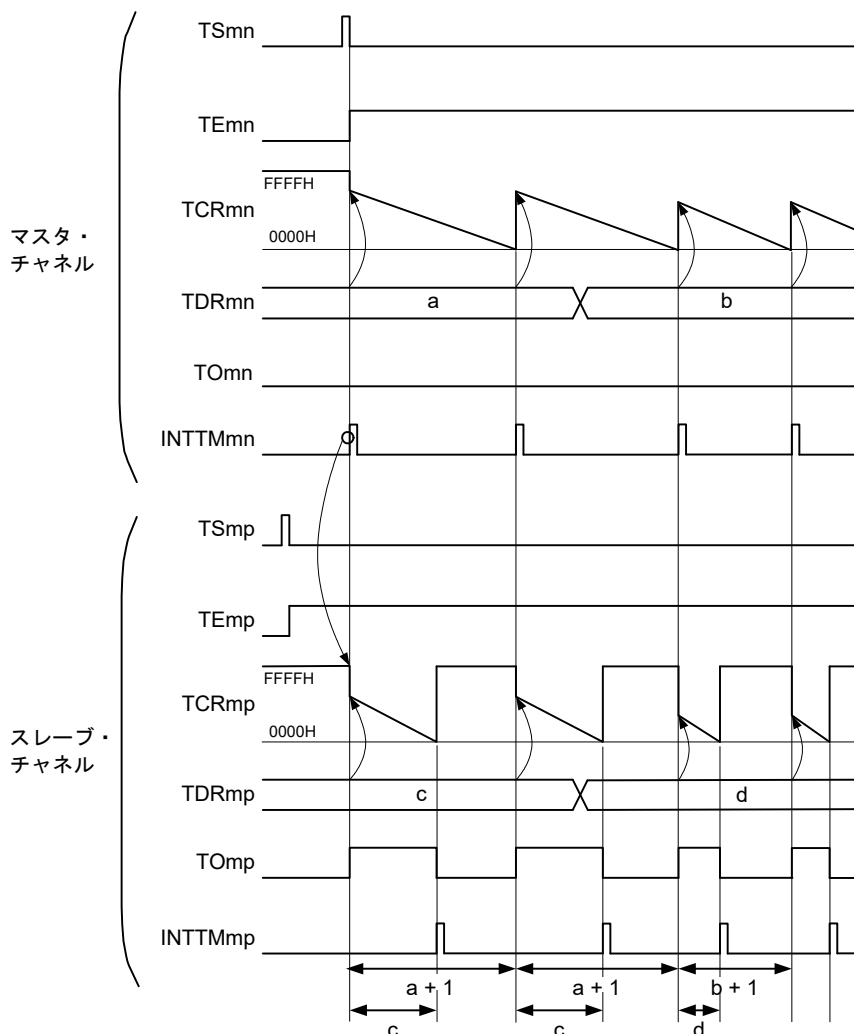 TSmn
TEmn
FFFFH
TCRmn
0000H
マスタ・
チャネル
TDRmn
a
b
TOmn
INTTMmn
TSmp
TEmp
FFFFH
TCRmp
0000H
スレーブ・
チャネル
TDRmp
c
d
TOmp
INTTMmp
a + 1
a + 1
b + 1
c
c
d